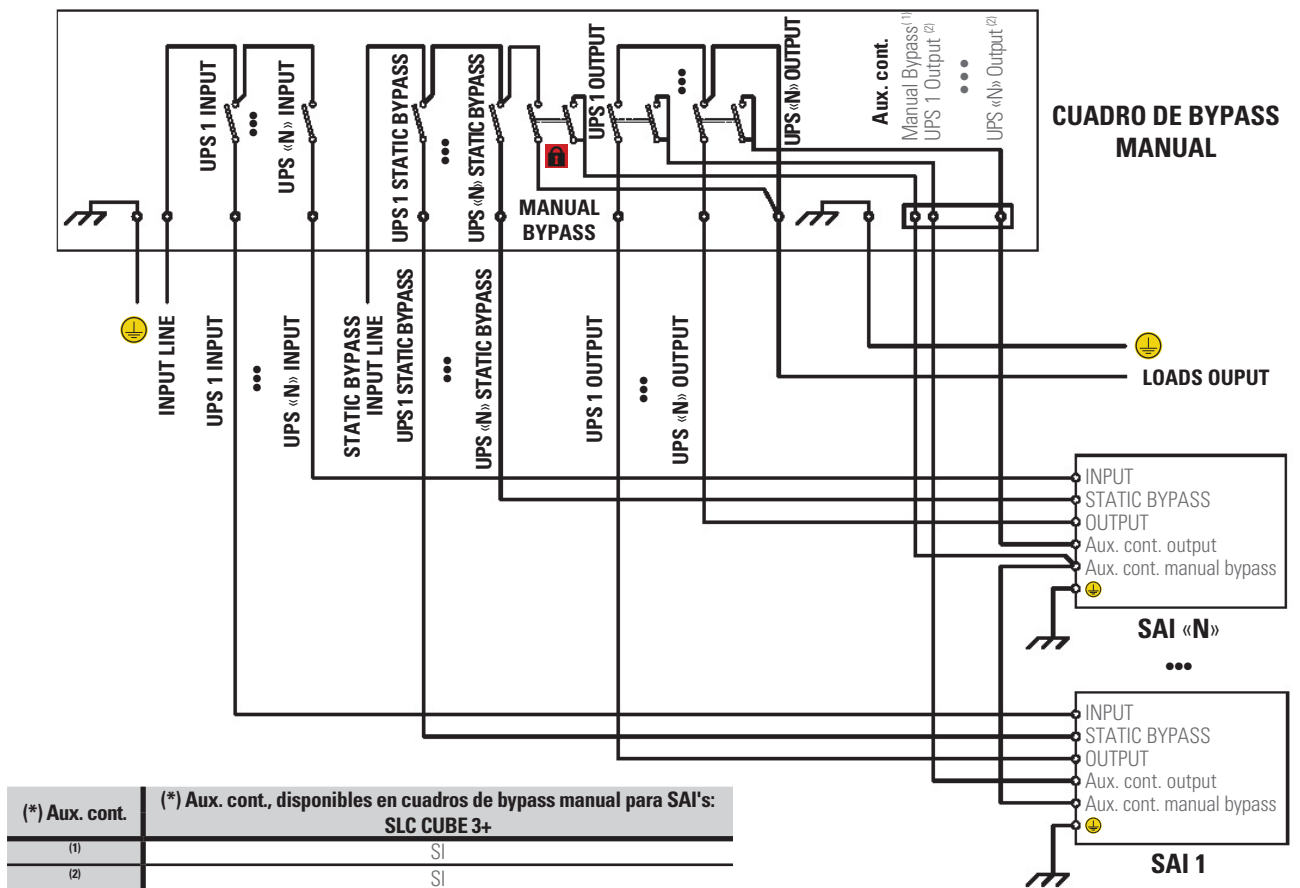 UPS 1 INPUT
•••
UPS «N» INPUT
UPS 1 STATIC BYPASS
•••
UPS «N» STATIC BYPASS
MANUAL
BYPASS
UPS 1 OUTPUT
•••
UPS «N» OUTPUT
Aux. cont.
Manual Bypass(1)
UPS 1 Output (2)
•••
UPS «N» Output (2)
CUADRO DE BYPASS
MANUAL
INPUT LINE
UPS 1 INPUT
•••
UPS «N» INPUT
STATIC BYPASS
INPUT LINE
UPS1 STATIC BYPASS
•••
UPS «N» STATIC BYPASS
UPS 1 OUTPUT
•••
UPS «N» OUTPUT
LOADS OUPUT
INPUT
STATIC BYPASS
OUTPUT
Aux. cont. output
Aux. cont. manual bypass
SAI «N»
•••
INPUT
STATIC BYPASS
OUTPUT
Aux. cont. output
Aux. cont. manual bypass
SAI 1
(*) Aux. cont.
(*) Aux. cont., disponibles en cuadros de bypass manual para SAI's:
SLC CUBE 3+
(1) SI
(2) SI